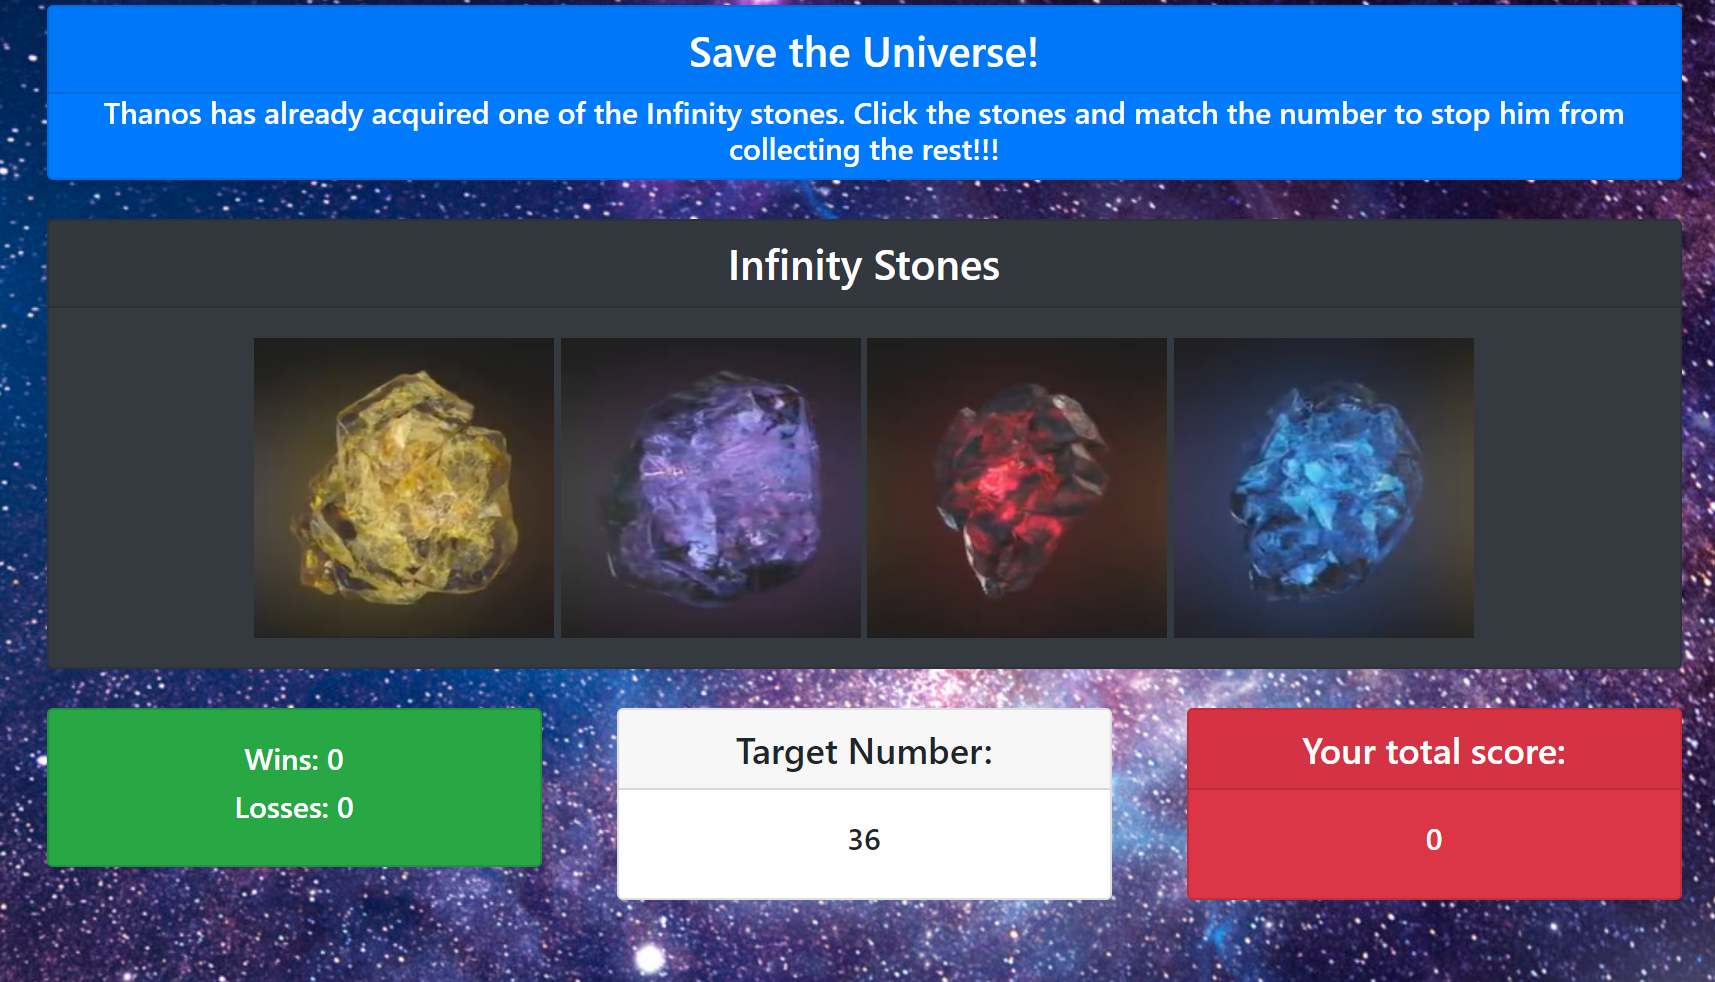 Save the Universe!
Thanos has already acquired one of the Infinity stones. Click the stones and match the number to stop him from
collecting the rest!!!
Infinity Stones
Wins: 0
Losses: 0
Target Number:
36
Your total score:
0